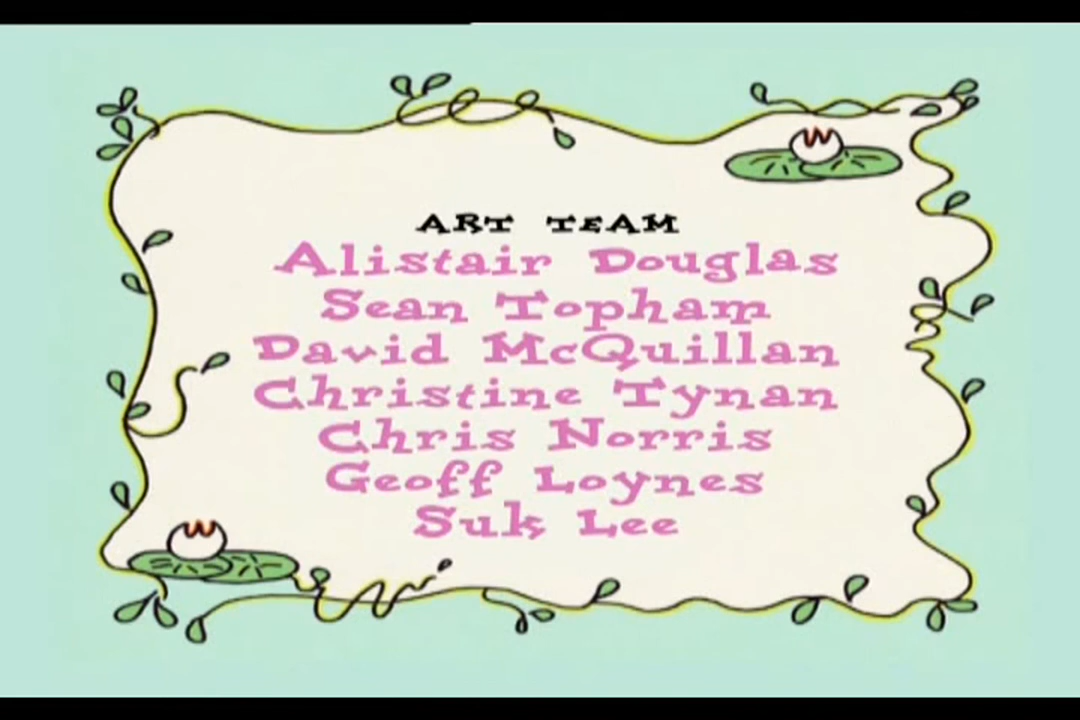 ART TEAM
Alistair Douglas
Sean Topham
David McQuillan
Christine Tynan
Chris Norris
Geoff Loynes
Suk Lee